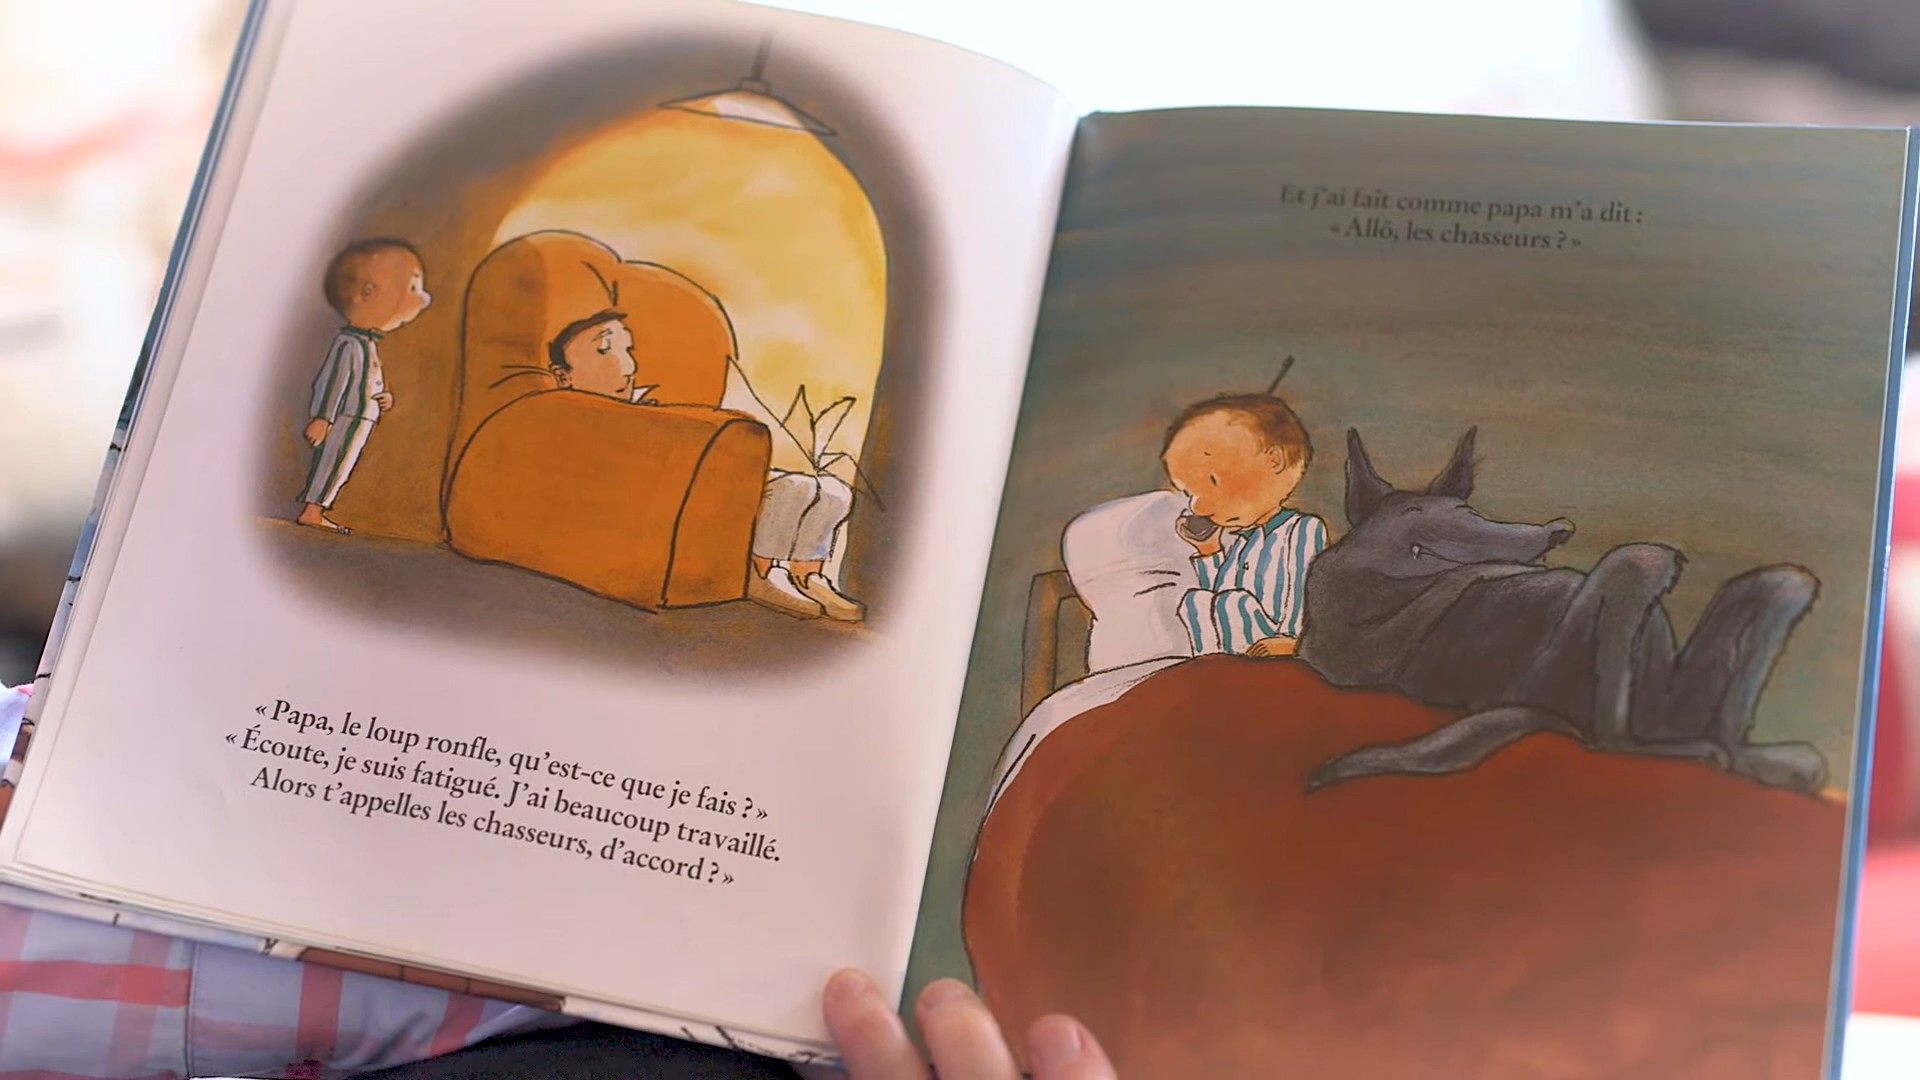 « Papa, le loup ronfle, qu’est-ce que je fais ? »
« Écoute, je suis fatigué. J’ai beaucoup travaillé.
Alors t’appelles les chasseurs, d’accord ? »
Et j’ai fait comme papa m’a dit :
« Allô, les chasseurs ? »